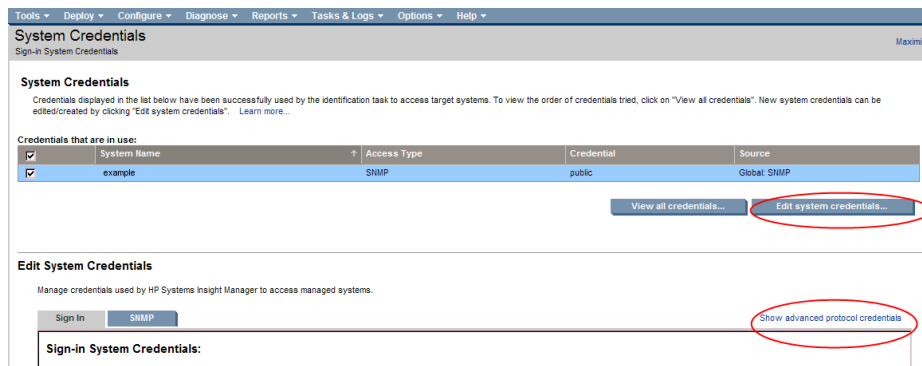 Tools Deploy Configure Diagnose Reports Tasks & Logs Options Help
System Credentials
Sign-in System Credentials
Maximi
System Credentials
Credentials displayed in the list below have been successfully used by the identification task to access target systems. To view the order of credentials tried, click on "View all credentials". New system credentials can be
edited/created by clicking "Edit system credentials". Learn more...
Credentials that are in use:
System Name Access Type Credential Source
example SNMP public Global: SNMP
View all credentials... Edit system credentials...
Edit System Credentials
Manage credentials used by HP Systems Insight Manager to access managed systems.
Sign In SNMP Show advanced protocol credentials
Sign-in System Credentials: